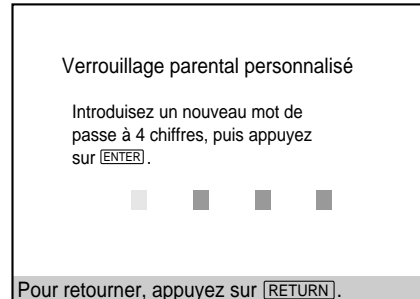 Verrouillage parental personnalisé
Introduisez un nouveau mot de
passe à 4 chiffres, puis appuyez
sur ENTER.
Pour retourner, appuyez sur RETURN.